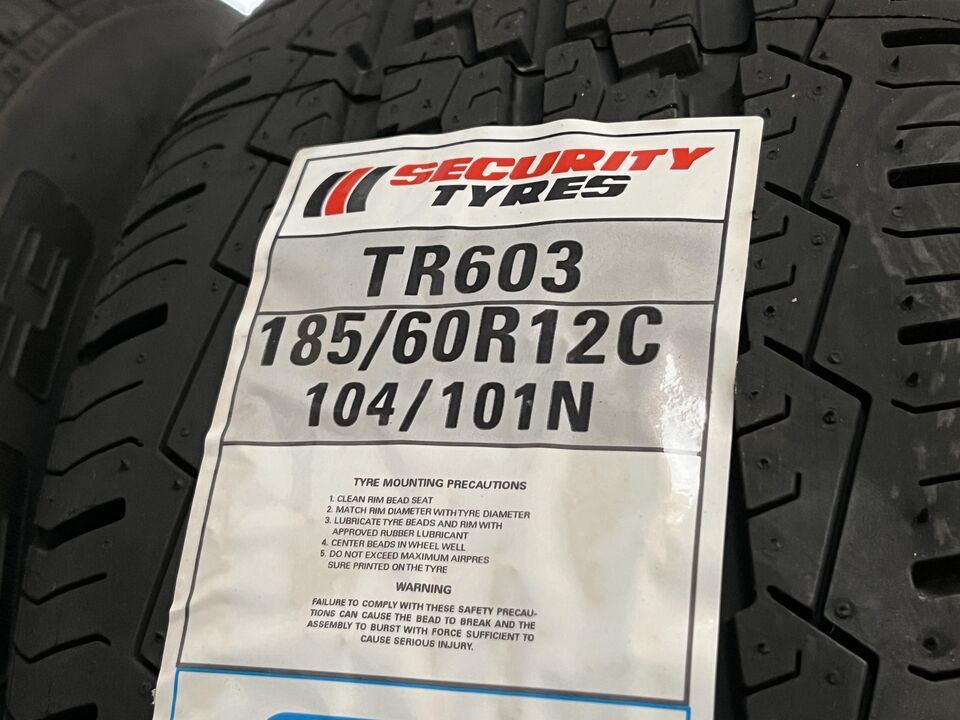 SECURITY
TYRES
TR603
185/60R12C
104/101N
TYRE MOUNTING PRECAUTIONS
1. CLEAN RIM BEAD SEAT
2. MATCH RIM DIAMETER WITH TYRE DIAMETER
3. LUBRICATE TYRE BEADS AND RIM WITH
APPROVED RUBBER LUBRICANT
4. CENTER BEADS IN WHEEL WELL
5. DO NOT EXCEED MAXIMUM AIRPRES
SURE PRINTED ON THE TYRE
WARNING
FAILURE TO COMPLY WITH THESE SAFETY PRECAU-
TIONS CAN CAUSE THE BEAD TO BREAK AND THE
ASSEMBLY TO BURST WITH FORCE SUFFICIENT TO
CAUSE SERIOUS INJURY.